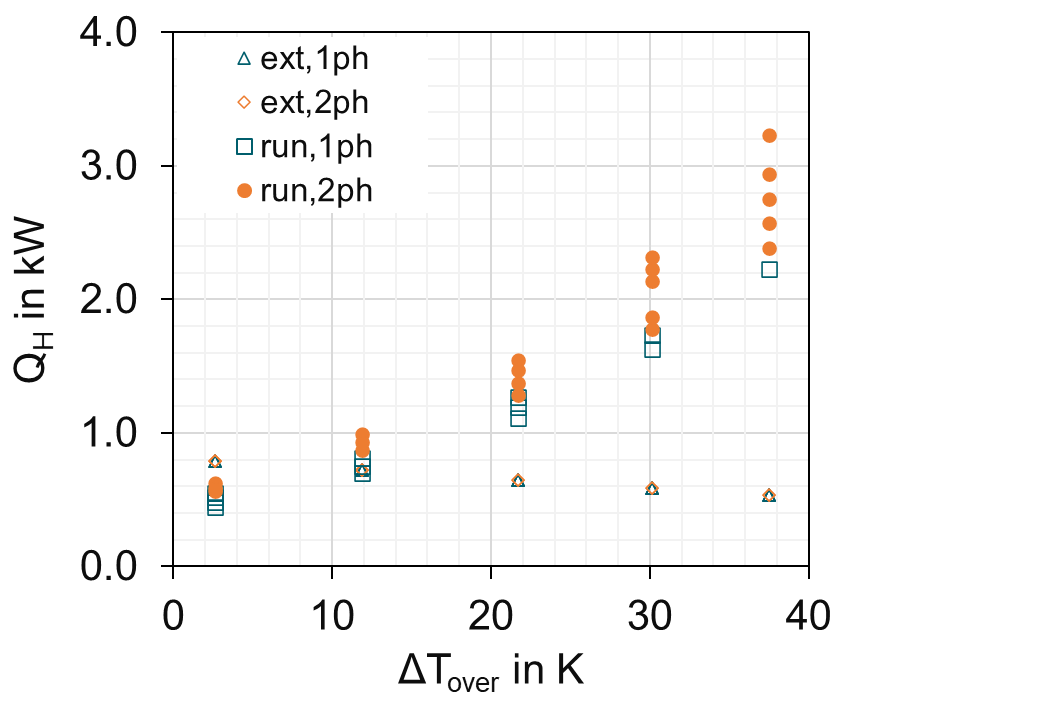 4.0
3.0
2.0
1.0
0.0
Q_H in kW
ext,1ph
ext,2ph
run,1ph
run,2ph
0 10 20 30 40
ΔT_over in K